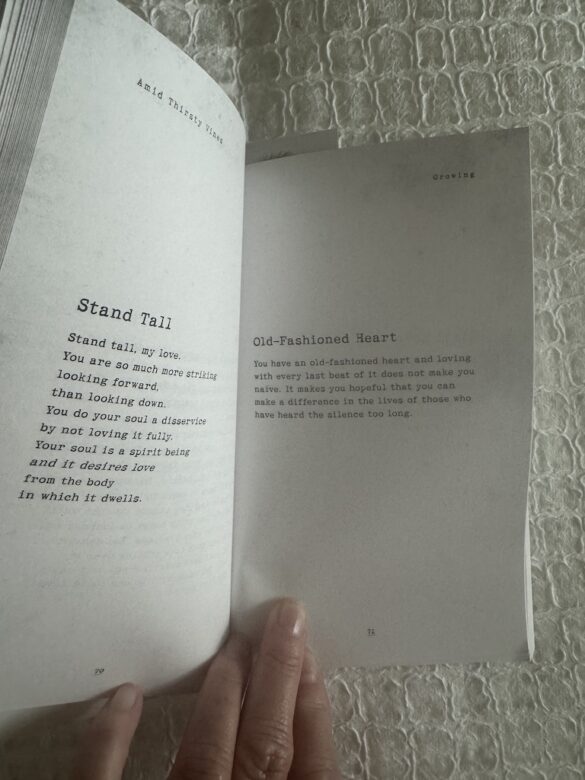 Amid Thirsty Vines
Stand Tall
Stand tall, my love.
You are so much more striking
looking forward,
than looking down.
You do your soul a disservice
by not loving it fully.
Your soul is a spirit being
and it desires love
from the body
in which it dwells.
70
Growing
Old-Fashioned Heart
You have an old-fashioned heart and loving
with every last beat of it does not make you
naive. It makes you hopeful that you can
make a difference in the lives of those who
have heard the silence too long.
71